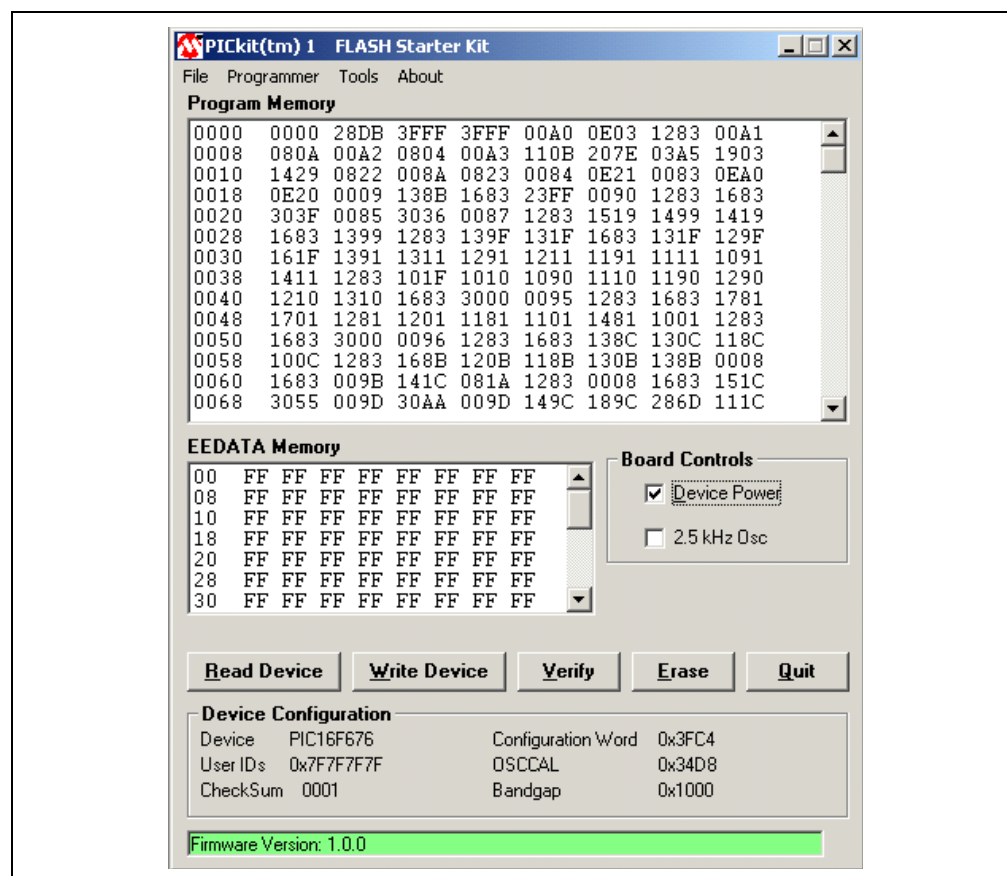 PICkit(tm) 1 FLASH Starter Kit
File Programmer Tools About
Program Memory
0000 0000 28DB 3FFF 3FFF 00A0 0E03 1283 00A1
0008 080A 00A2 0804 00A3 110B 207E 03A5 1903
0010 1429 0822 008A 0823 0084 0E21 0083 0EA0
0018 0E20 0009 138B 1683 23FF 0090 1283 1683
0020 303F 0085 3036 0087 1283 1519 1499 1419
0028 1683 1399 1283 139F 131F 1683 131F 129F
0030 161F 1391 1311 1291 1211 1191 1111 1091
0038 1411 1283 101F 1010 1090 1110 1190 1290
0040 1210 1310 1683 3000 0095 1283 1683 1781
0048 1701 1281 1201 1181 1101 1481 1001 1283
0050 1683 3000 0096 1283 1683 138C 130C 118C
0058 100C 1283 168B 120B 118B 130B 138B 0008
0060 1683 009B 141C 081A 1283 0008 1683 151C
0068 3055 009D 30AA 009D 149C 189C 286D 111C
EEDATA Memory
00 FF FF FF FF FF FF FF FF
08 FF FF FF FF FF FF FF FF
10 FF FF FF FF FF FF FF FF
18 FF FF FF FF FF FF FF FF
20 FF FF FF FF FF FF FF FF
28 FF FF FF FF FF FF FF FF
30 FF FF FF FF FF FF FF FF
Board Controls
Device Power
2.5 kHz Osc
Read Device Write Device Verify Erase Quit
Device Configuration
Device PIC16F676 Configuration Word 0x3FC4
User IDs 0x7F7F7F7F OSCCAL 0x34D8
CheckSum 0001 Bandgap 0x1000
Firmware Version: 1.0.0